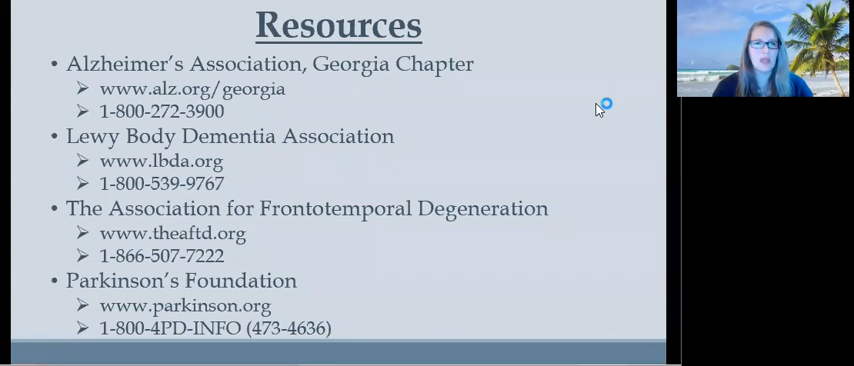 Resources
• Alzheimer's Association, Georgia Chapter
➢ www.alz.org/georgia
➢ 1-800-272-3900
• Lewy Body Dementia Association
➢ www.lbda.org
➢ 1-800-539-9767
• The Association for Frontotemporal Degeneration
➢ www.theaftd.org
➢ 1-866-507-7222
• Parkinson's Foundation
➢ www.parkinson.org
➢ 1-800-4PD-INFO (473-4636)